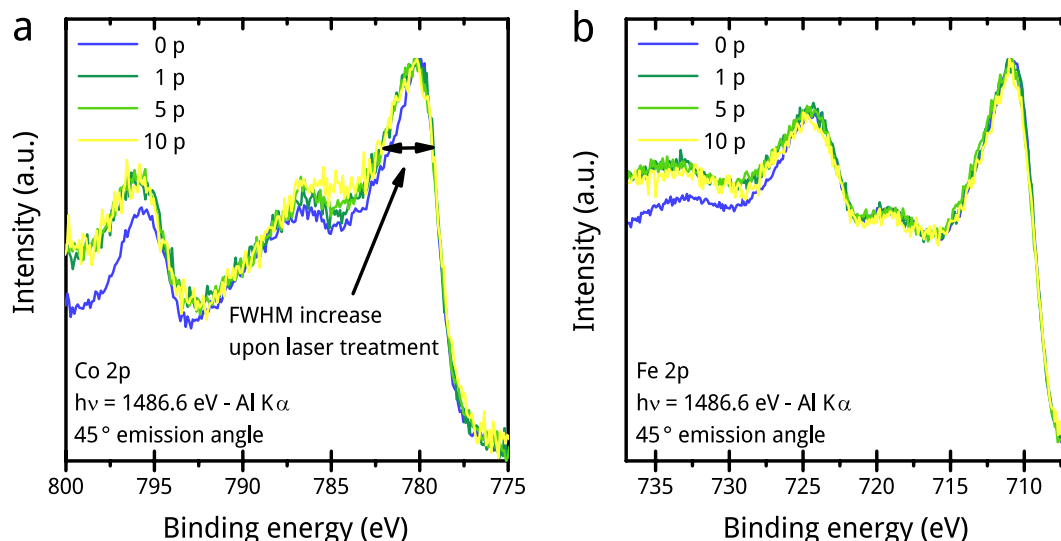 a
0 p
1 p
5 p
10 p
Intensity (a.u.)
FWHM increase
upon laser treatment
Co 2p
hν = 1486.6 eV - Al Kα
45° emission angle
800 795 790 785 780 775
Binding energy (eV)
b
0 p
1 p
5 p
10 p
Intensity (a.u.)
Fe 2p
hν = 1486.6 eV - Al Kα
45° emission angle
735 730 725 720 715 710
Binding energy (eV)